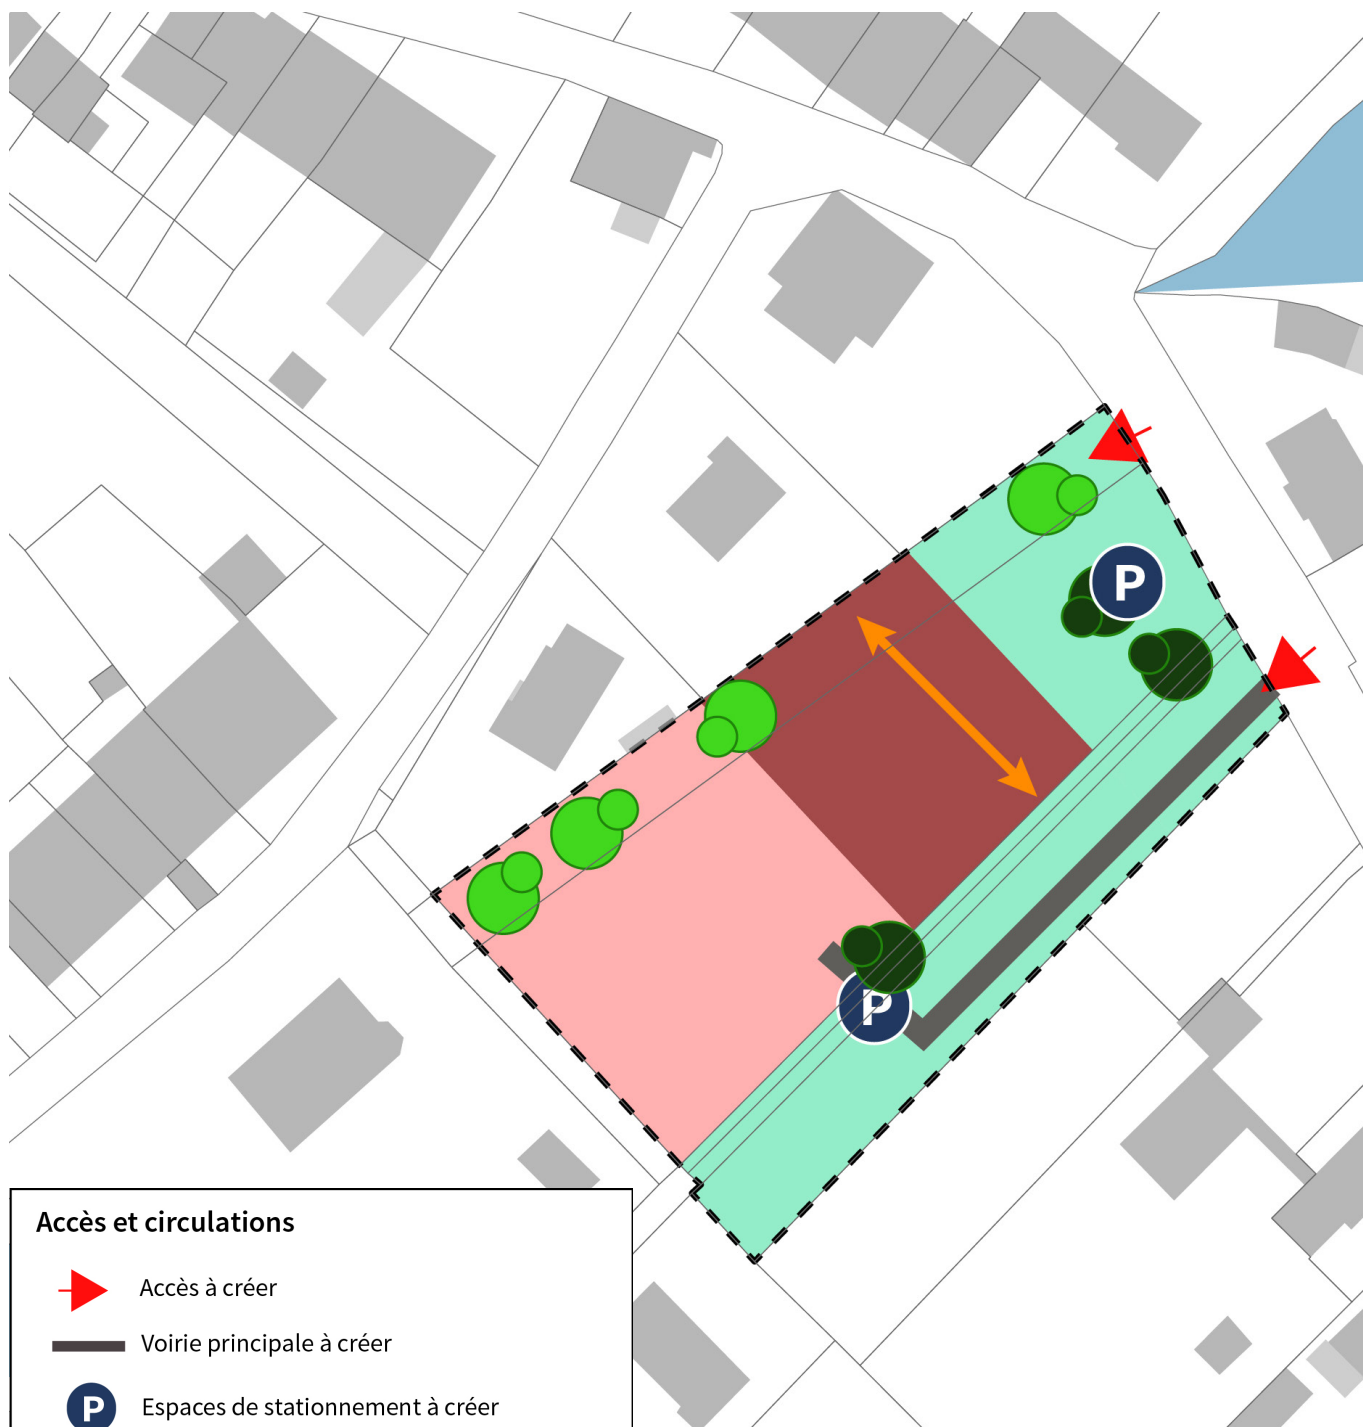 P
P
Accès et circulations
Accès à créer
Voirie principale à créer
P Espaces de stationnement à créer